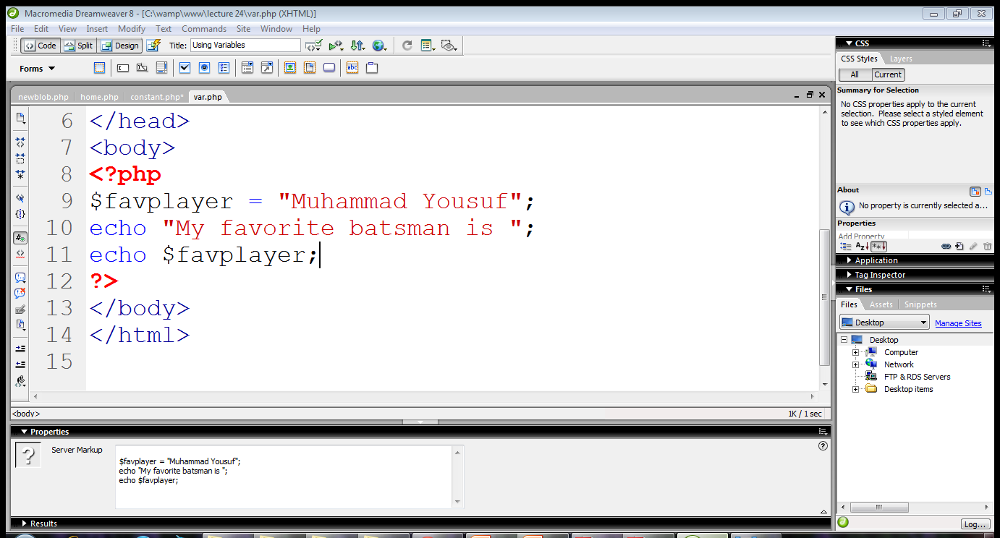 Macromedia Dreamweaver 8 - [C:\wamp\www\lecture 24\var.php (XHTML)]
File Edit View Insert Modify Text Commands Site Window Help
Code Split Design Title: Using Variables
Forms
newblob.php home.php constant.php* var.php
6 </head>
7 <body>
8 <?php
9 $favplayer = "Muhammad Yousuf";
10 echo "My favorite batsman is ";
11 echo $favplayer;
12 ?>
13 </body>
14 </html>
15
<body>
1K / 1 sec
Properties
Server Markup
$favplayer = "Muhammad Yousuf";
echo "My favorite batsman is ";
echo $favplayer;
Results
CSS
CSS Styles Layers
All Current
Summary for Selection
No CSS properties apply to the current
selection. Please select a styled element
to see which CSS properties apply.
About
No property is currently selected a...
Properties
Add Property
Application
Tag Inspector
Files
Files Assets Snippets
Desktop Manage Sites
Desktop
Computer
Network
FTP & RDS Servers
Desktop items
Log...